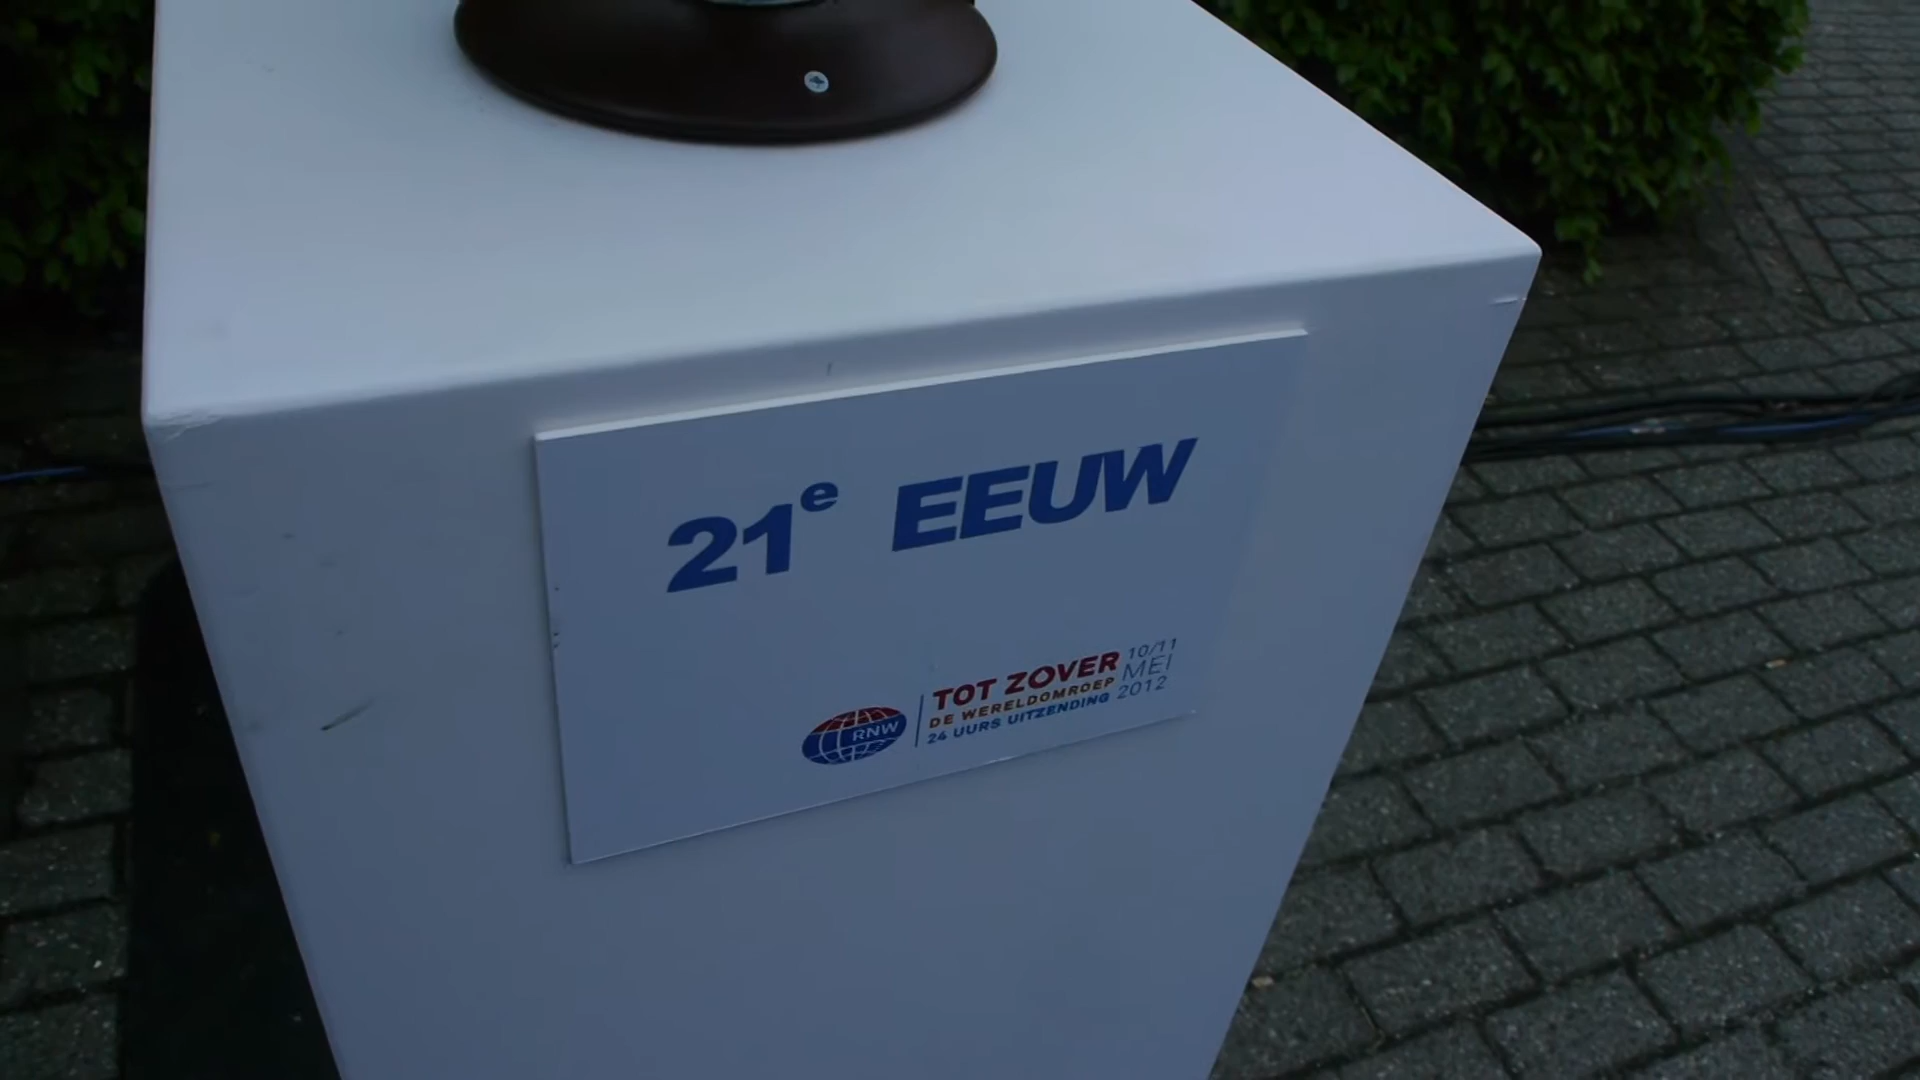 21e EEUW
RNW
TOT ZOVER
DE WERELDOMROEP
24 UURS UITZENDING
10/11
MEI
2012